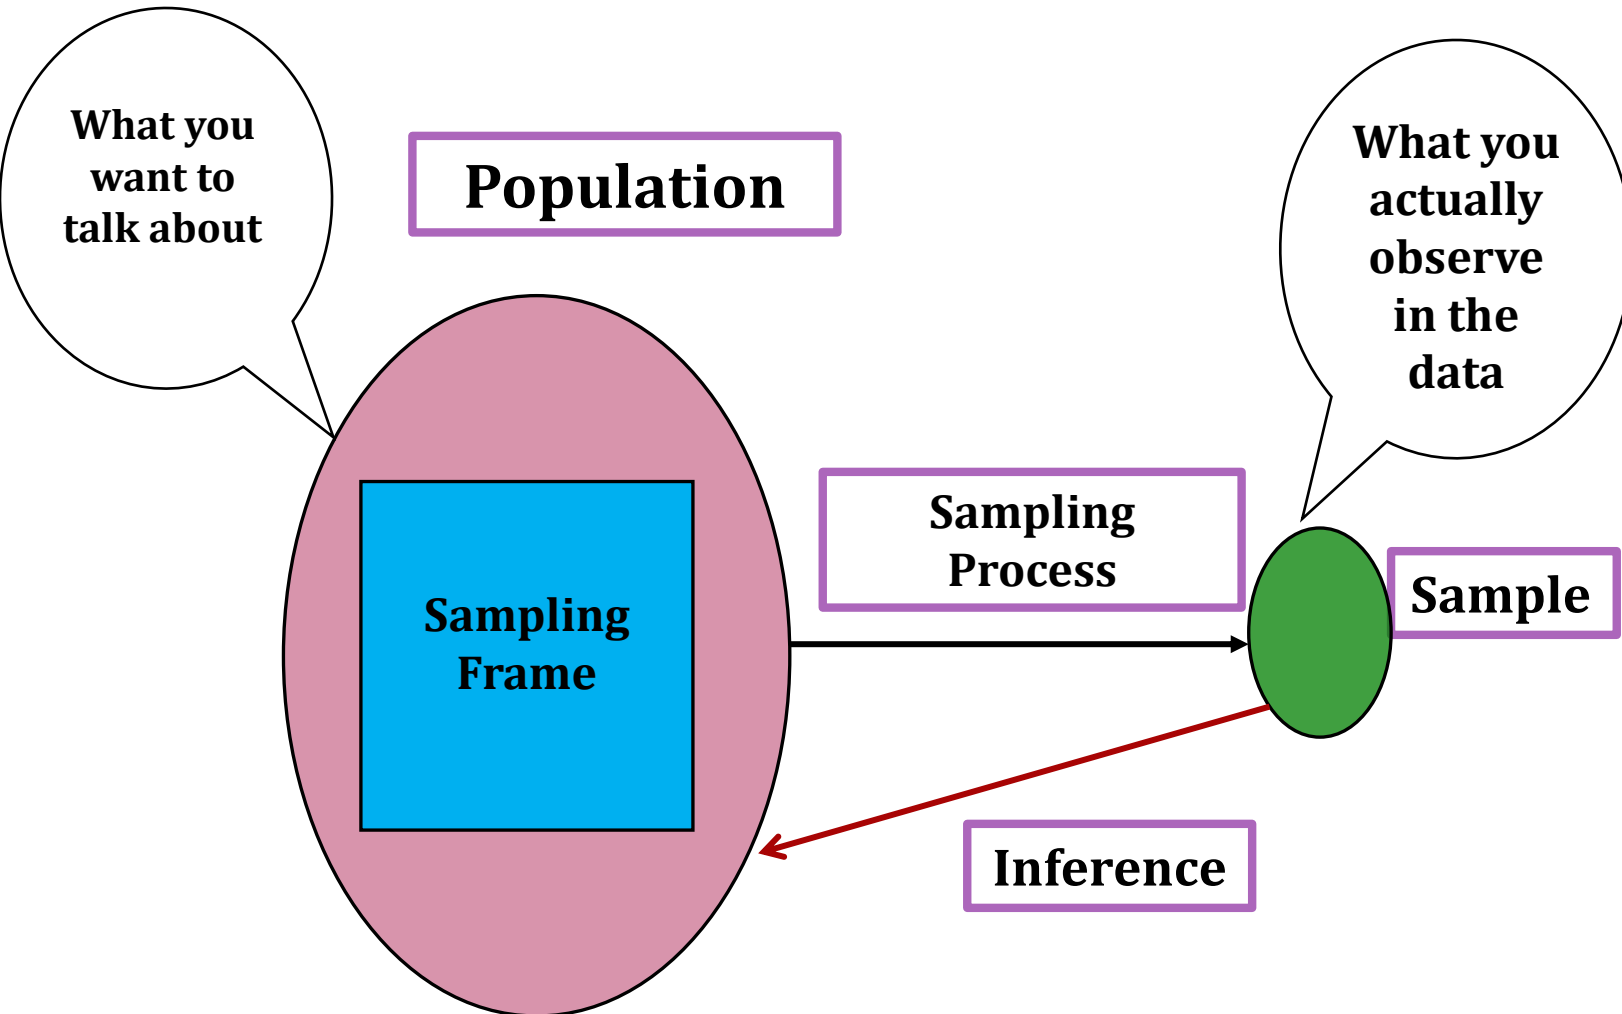 What you
want to
talk about
Population
What you
actually
observe
in the
data
Sampling
Process
Sample
Sampling
Frame
Inference